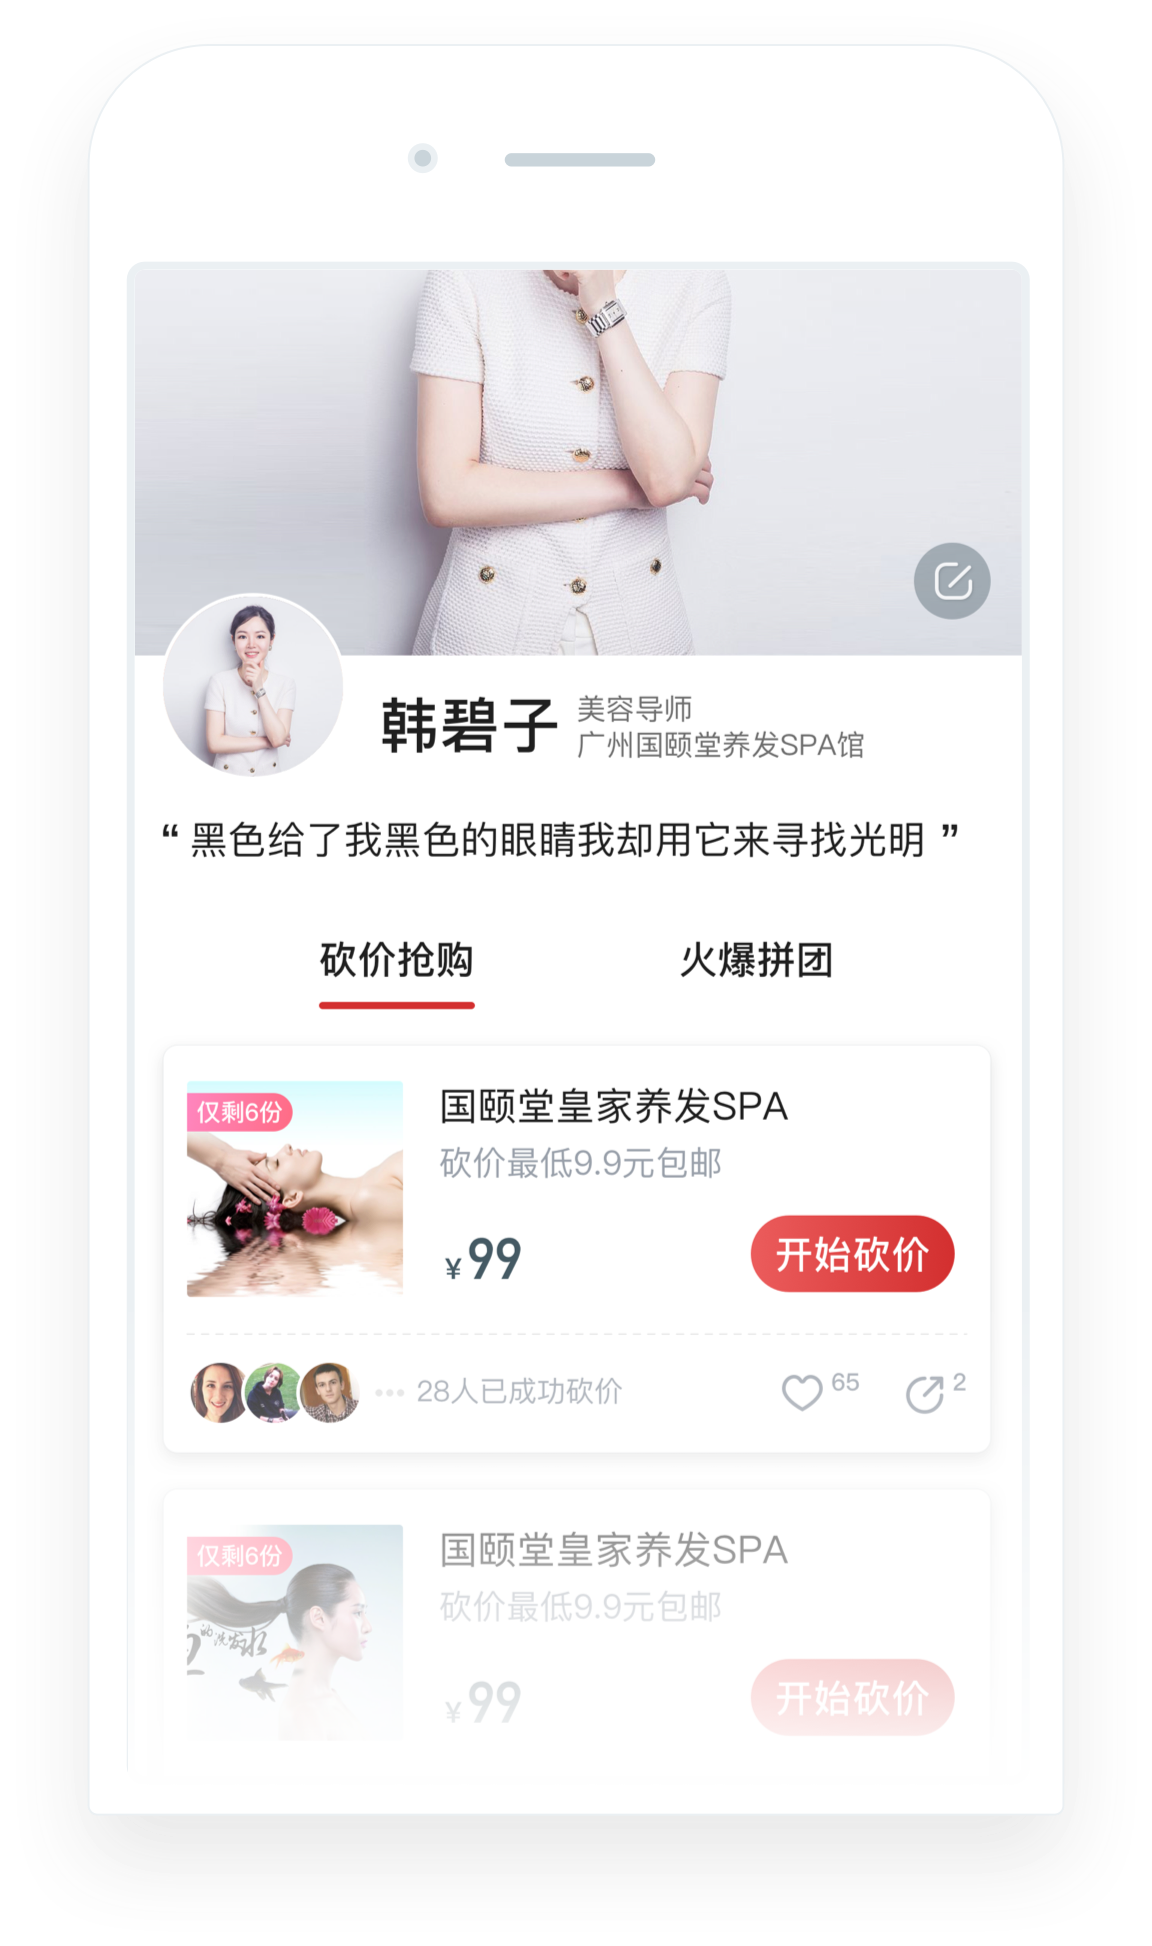 韩碧子
美容导师
广州国颐堂养发SPA馆
“ 黑色给了我黑色的眼睛我却用它来寻找光明 ”
砍价抢购
火爆拼团
仅剩6份
国颐堂皇家养发SPA
砍价最低9.9元包邮
¥99
开始砍价
28人已成功砍价
65
2
仅剩6份
的洗发水
国颐堂皇家养发SPA
砍价最低9.9元包邮
¥99
开始砍价